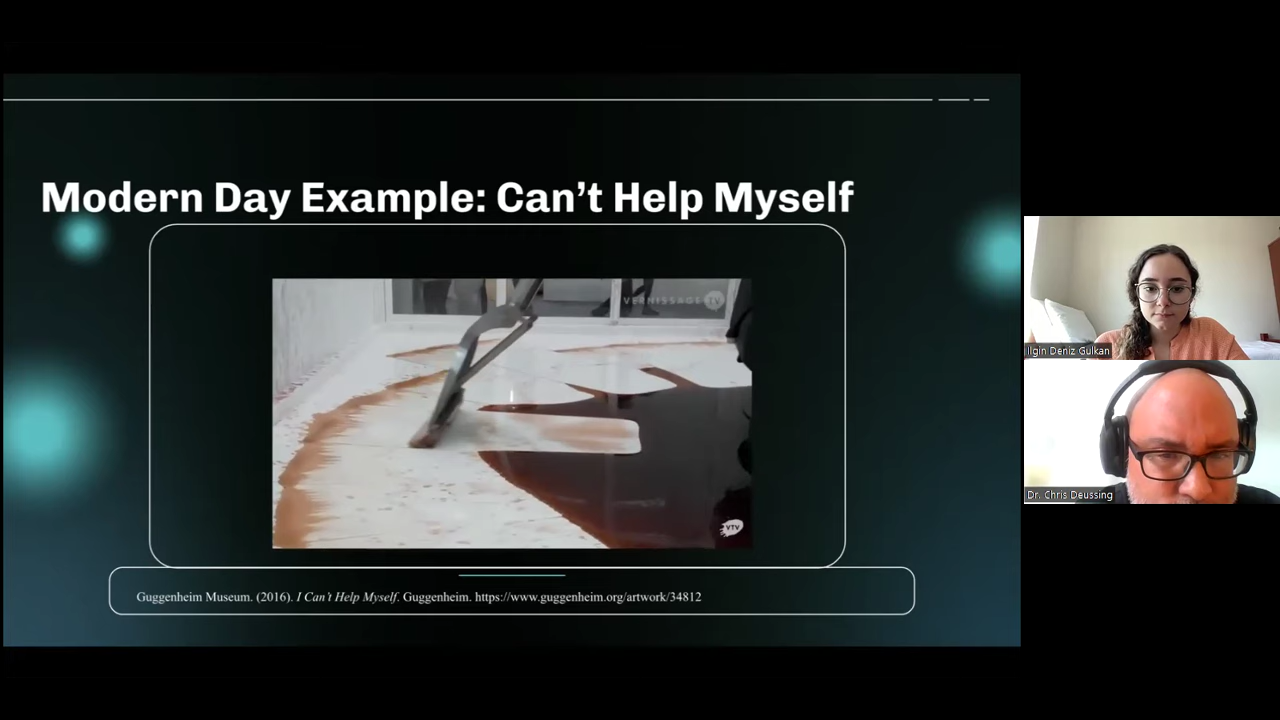 Modern Day Example: Can’t Help Myself
VERNISSAGE TV
VTV
Guggenheim Museum. (2016). I Can’t Help Myself. Guggenheim. https://www.guggenheim.org/artwork/34812
Ilgin Deniz Gulkan
Dr. Chris Deussing